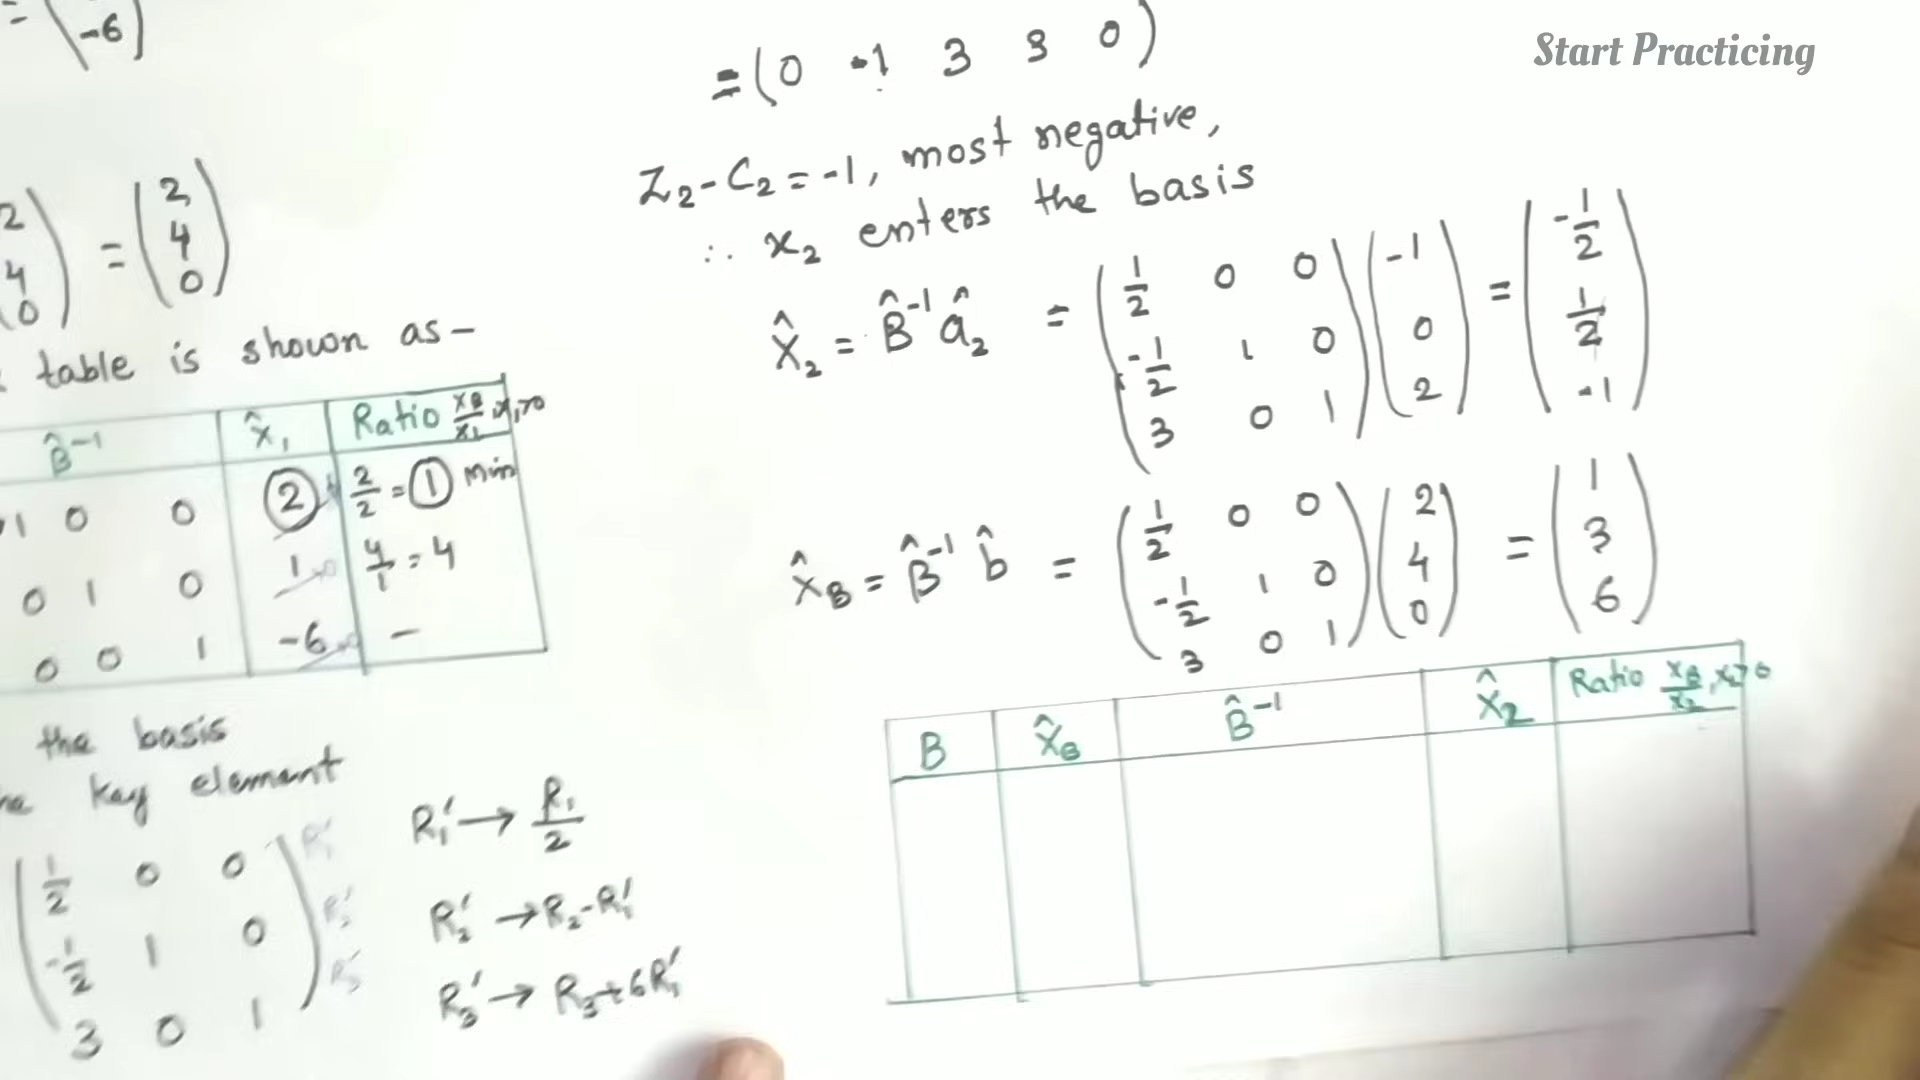 = -6)
2 4 0) = (2 4 0)
table is shown as-
B̂⁻¹ | X̂₁ | Ratio XB/X₁, X₁>0
1 0 0 | 2 | 2/2 = 1 Min
0 1 0 | 1 | 4/1 = 4
0 0 1 | -6 | -
the basis
key element
(1/2 0 0) R₁′
(-1/2 1 0) R₂′
(3 0 1) R₃′
R₁′ → R₁/2
R₂′ → R₂-R₁′
R₃′ → R₃+6R₁′
Start Practicing
= (0 -1 3 3 0)
Z₂-C₂ = -1, most negative,
∴ x₂ enters the basis
X̂₂ = B̂⁻¹ â₂ = (1/2 0 0; -1/2 1 0; 3 0 1) (-1; 0; 2) = (-1/2; 1/2; -1)
X̂B = B̂⁻¹ b̂ = (1/2 0 0; -1/2 1 0; 3 0 1) (2; 4; 0) = (1; 3; 6)
B | X̂B | B̂⁻¹ | X̂₂ | Ratio XB/X₂, X₂>0